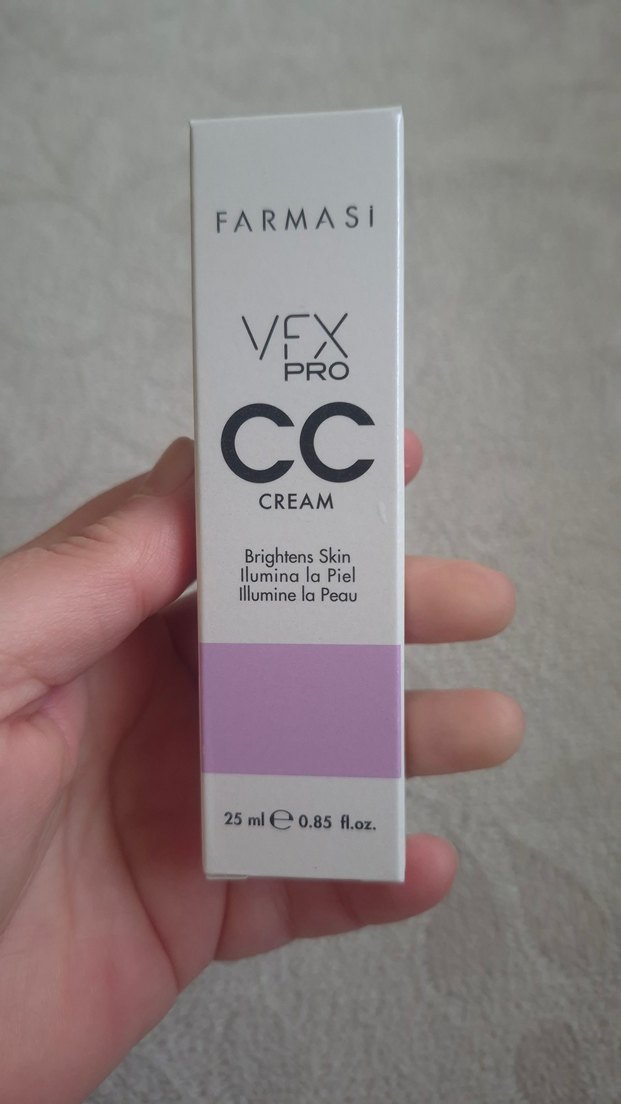 FARMASi
VFX
PRO
CC
CREAM
Brightens Skin
Ilumina la Piel
Illumine la Peau
25 ml ℮ 0.85 fl.oz.